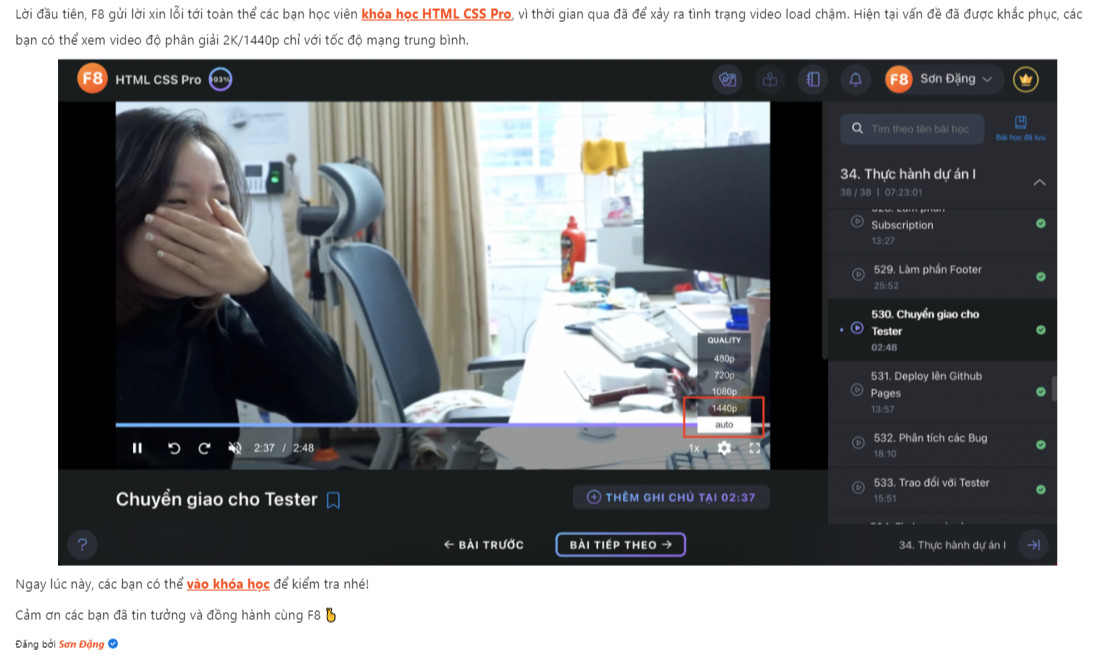 Lời đầu tiên, F8 gửi lời xin lỗi tới toàn thể các bạn học viên khóa học HTML CSS Pro, vì thời gian qua đã để xảy ra tình trạng video load chậm. Hiện tại vấn đề đã được khắc phục, các
bạn có thể xem video độ phân giải 2K/1440p chỉ với tốc độ mạng trung bình.
F8 HTML CSS Pro 103%
F8 Sơn Đặng
Tìm theo tên bài học
Bài học đã lưu
34. Thực hành dự án I
38 / 38 | 07:23:01
Subscription
13:27
529. Làm phần Footer
25:52
530. Chuyển giao cho
Tester
02:48
531. Deploy lên Github
Pages
13:57
532. Phân tích các Bug
18:10
533. Trao đổi với Tester
15:51
QUALITY
480p
720p
1080p
1440p
auto
2:37 / 2:48
1x
Chuyển giao cho Tester
THÊM GHI CHÚ TẠI 02:37
?
← BÀI TRƯỚC
BÀI TIẾP THEO →
34. Thực hành dự án I
Ngay lúc này, các bạn có thể vào khóa học để kiểm tra nhé!
Cảm ơn các bạn đã tin tưởng và đồng hành cùng F8
Đăng bởi Sơn Đặng